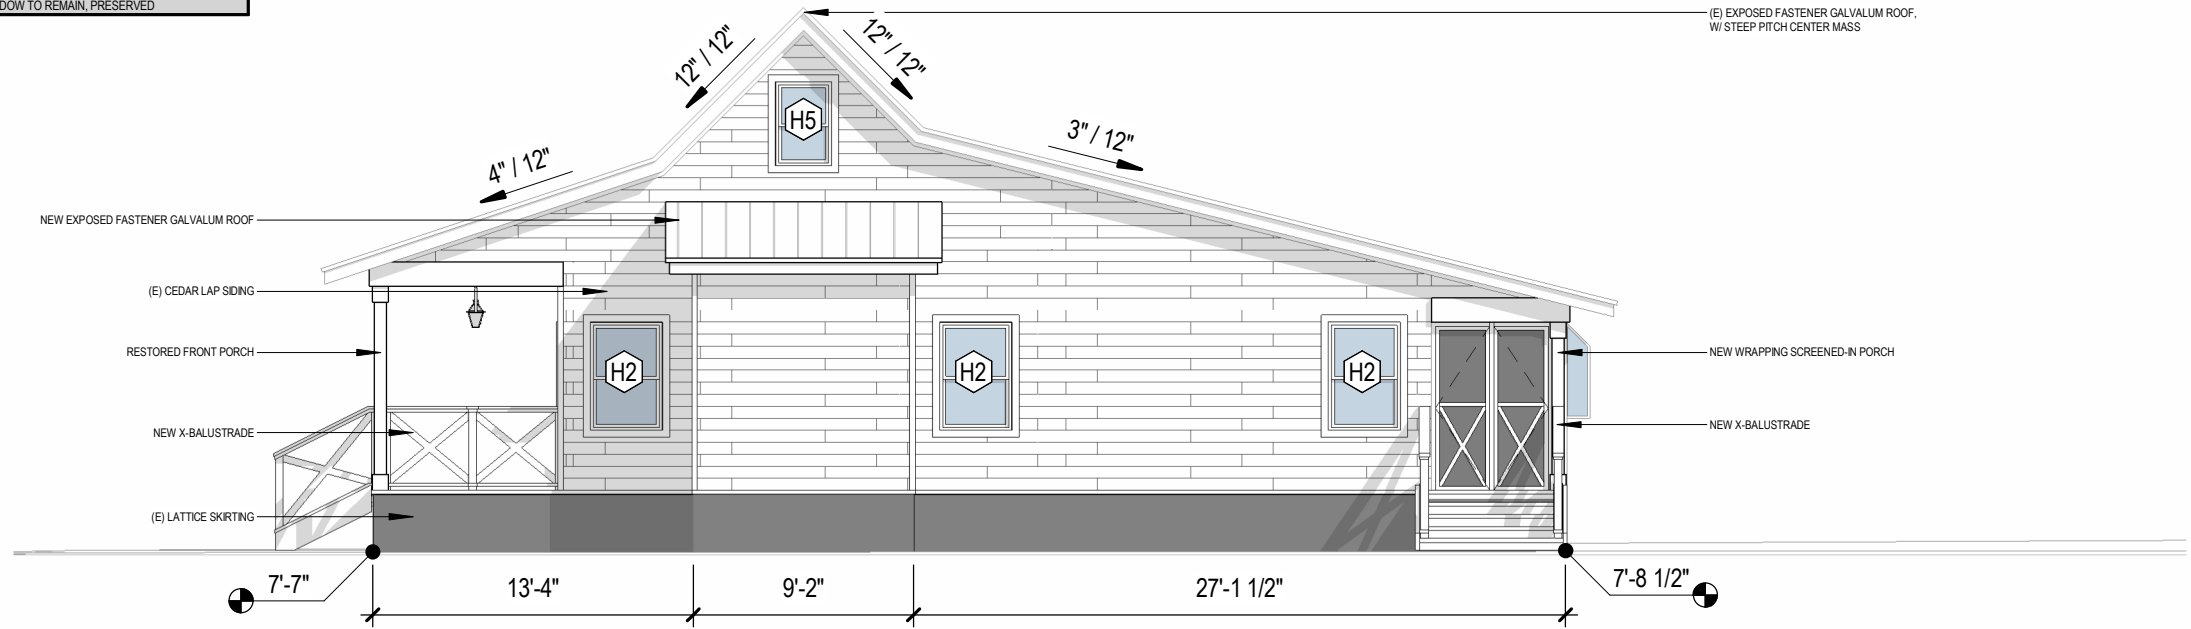 DOW TO REMAIN, PRESERVED
(E) EXPOSED FASTENER GALVALUM ROOF,
W/ STEEP PITCH CENTER MASS
12" / 12"
12" / 12"
H5
3" / 12"
4" / 12"
NEW EXPOSED FASTENER GALVALUM ROOF
(E) CEDAR LAP SIDING
RESTORED FRONT PORCH
NEW WRAPPING SCREENED-IN PORCH
H2
H2
H2
NEW X-BALUSTRADE
NEW X-BALUSTRADE
(E) LATTICE SKIRTING
7'-7"
13'-4"
9'-2"
27'-1 1/2"
7'-8 1/2"